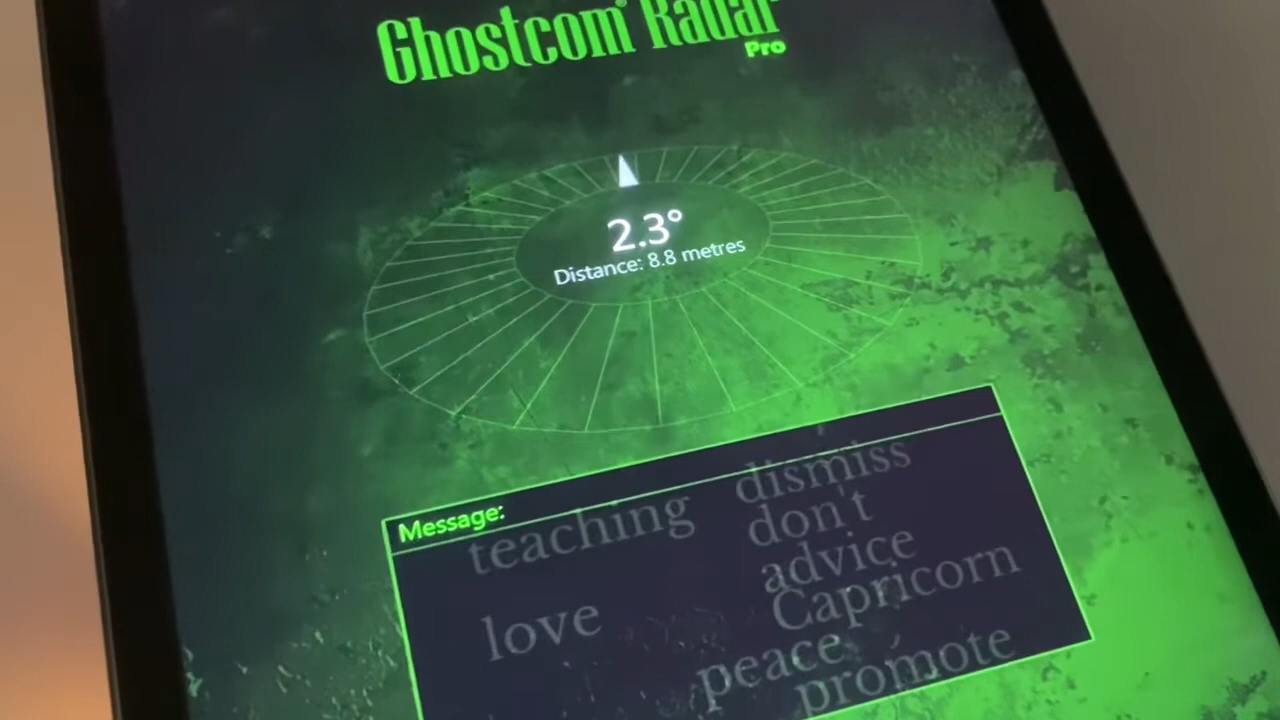 Ghostcom® Radar
Pro
2.3°
Distance: 8.8 metres
Message:
dismiss
teaching
don't
advice
Capricorn
love
peace
promote